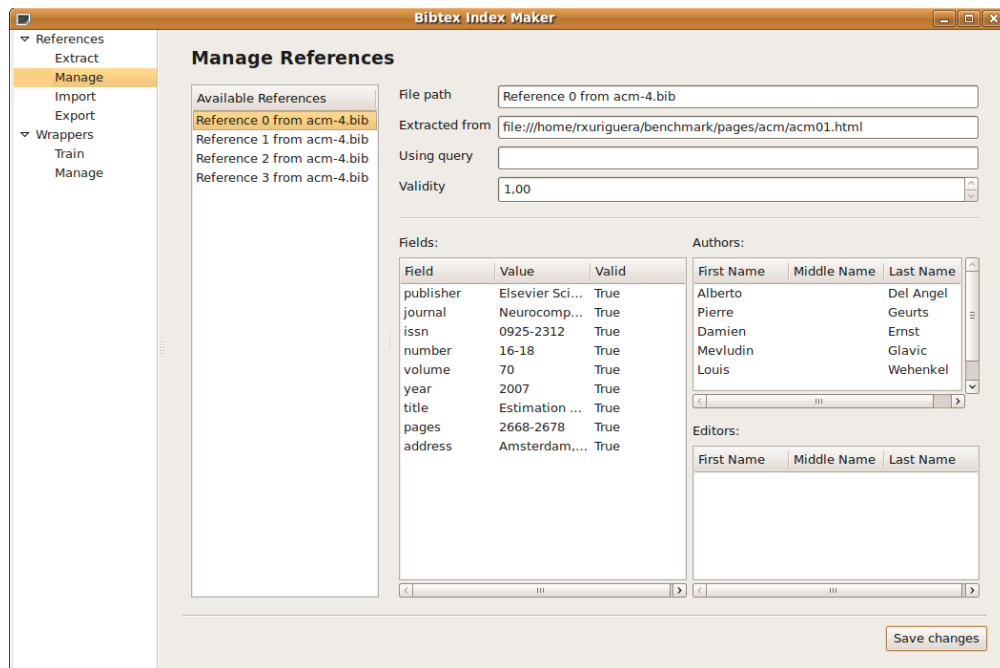 Bibtex Index Maker
References
Extract
Manage
Import
Export
Wrappers
Train
Manage
Manage References
Available References
Reference 0 from acm-4.bib
Reference 1 from acm-4.bib
Reference 2 from acm-4.bib
Reference 3 from acm-4.bib
File path Reference 0 from acm-4.bib
Extracted from file:///home/rxuriguera/benchmark/pages/acm/acm01.html
Using query
Validity 1,00
Fields:
Field Value Valid
publisher Elsevier Sci... True
journal Neurocomp... True
issn 0925-2312 True
number 16-18 True
volume 70 True
year 2007 True
title Estimation ... True
pages 2668-2678 True
address Amsterdam,... True
Authors:
First Name Middle Name Last Name
Alberto Del Angel
Pierre Geurts
Damien Ernst
Mevludin Glavic
Louis Wehenkel
Editors:
First Name Middle Name Last Name
Save changes